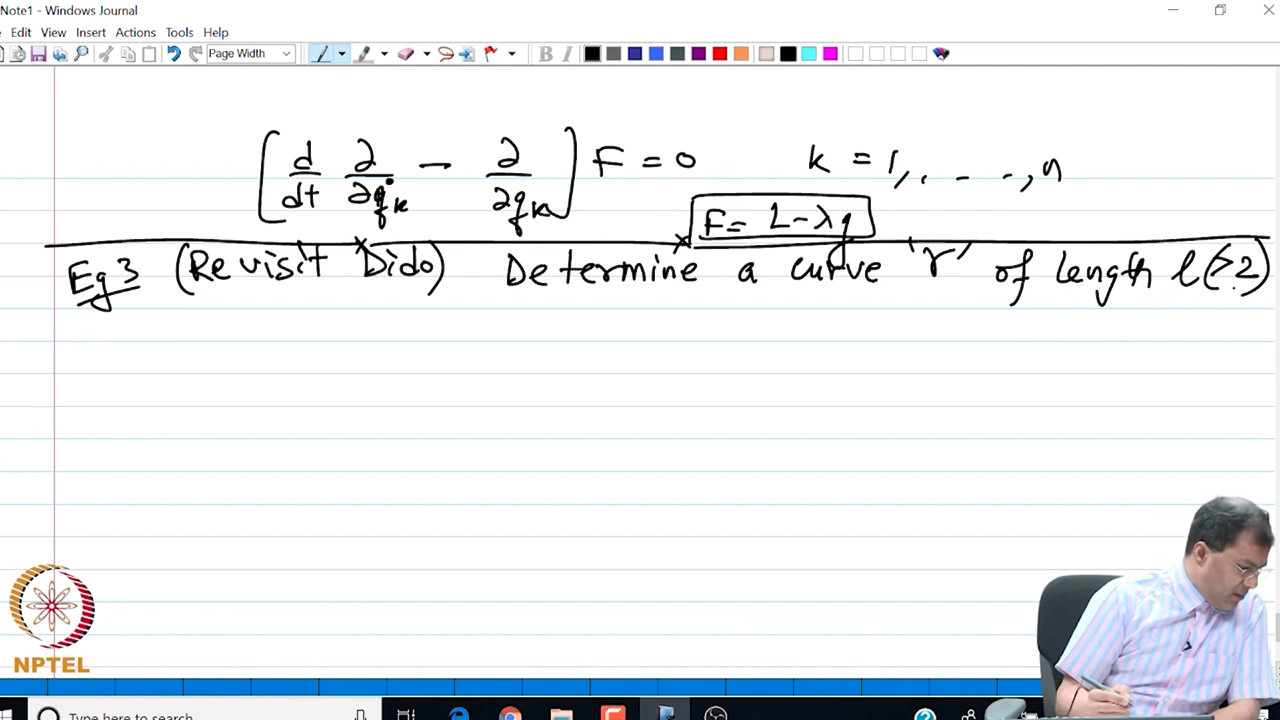 Note1 - Windows Journal
Edit View Insert Actions Tools Help
Page Width
[d/dt ∂/∂q̇k - ∂/∂qk] F = 0 k = 1, . - - ., n
F = L - λg
Eg 3 (Revisit Dido) Determine a curve 'γ' of length l(>2)
NPTEL
Type here to search